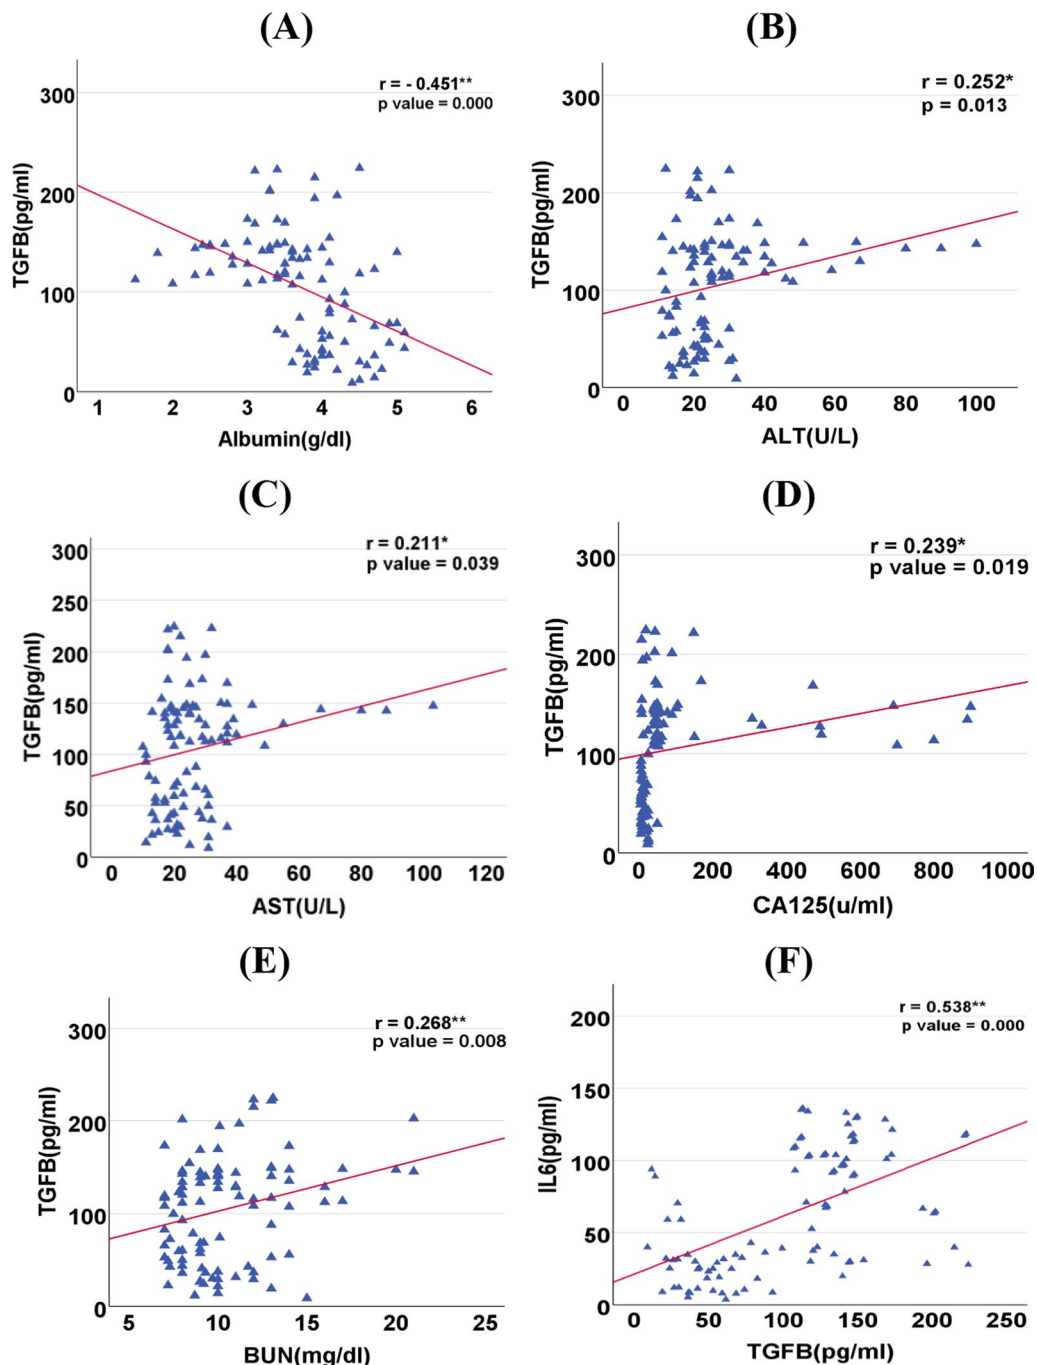 (A)
r = - 0.451**
p value = 0.000
300
200
100
0
TGFB(pg/ml)
1 2 3 4 5 6
Albumin(g/dl)
(B)
r = 0.252*
p = 0.013
300
200
100
0
TGFB(pg/ml)
0 20 40 60 80 100
ALT(U/L)
(C)
r = 0.211*
p value = 0.039
300
250
200
150
100
50
0
TGFB(pg/ml)
0 20 40 60 80 100 120
AST(U/L)
(D)
r = 0.239*
p value = 0.019
300
200
100
0
TGFB(pg/ml)
0 200 400 600 800 1000
CA125(u/ml)
(E)
r = 0.268**
p value = 0.008
300
200
100
0
TGFB(pg/ml)
5 10 15 20 25
BUN(mg/dl)
(F)
r = 0.538**
p value = 0.000
200
150
100
50
0
IL6(pg/ml)
0 50 100 150 200 250
TGFB(pg/ml)